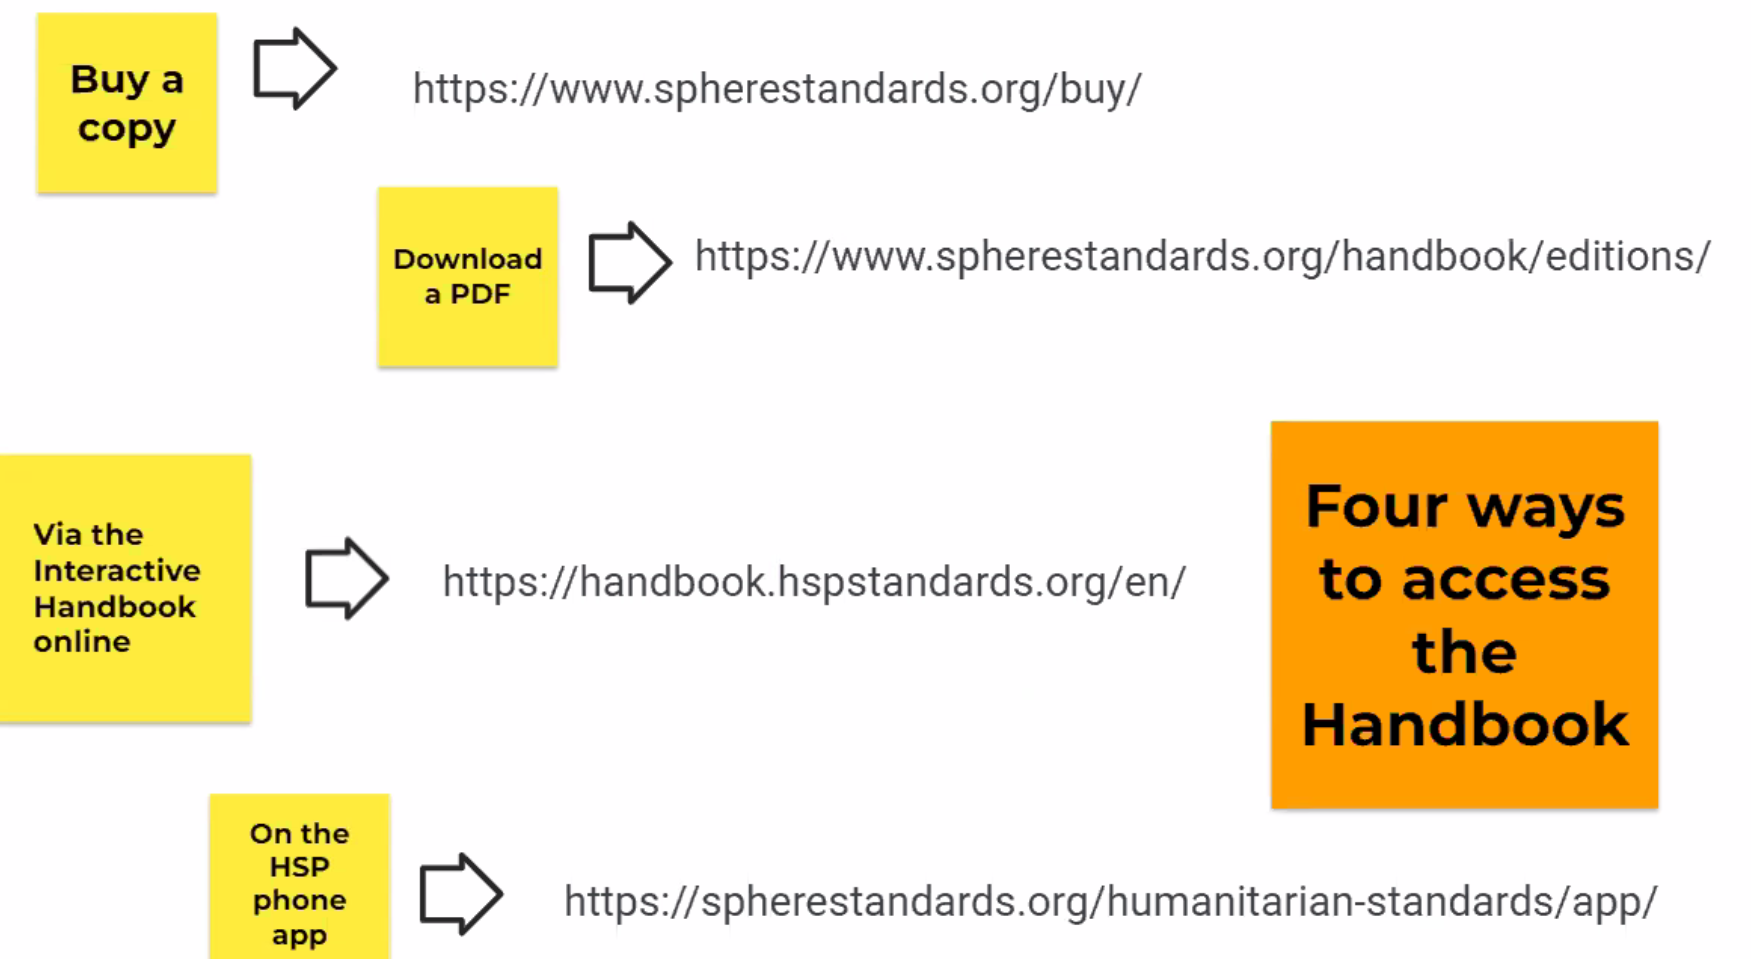 Buy a
copy
https://www.spherestandards.org/buy/
Download
a PDF
https://www.spherestandards.org/handbook/editions/
Via the
Interactive
Handbook
online
https://handbook.hspstandards.org/en/
Four ways
to access
the
Handbook
On the
HSP
phone
app
https://spherestandards.org/humanitarian-standards/app/